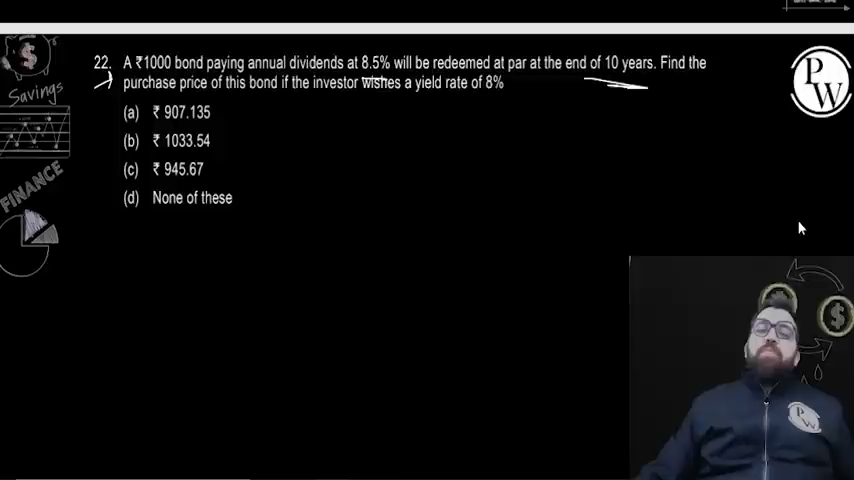 22. A ₹1000 bond paying annual dividends at 8.5% will be redeemed at par at the end of 10 years. Find the
purchase price of this bond if the investor wishes a yield rate of 8%
(a) ₹ 907.135
(b) ₹ 1033.54
(c) ₹ 945.67
(d) None of these
Savings
FINANCE
P
W
PW